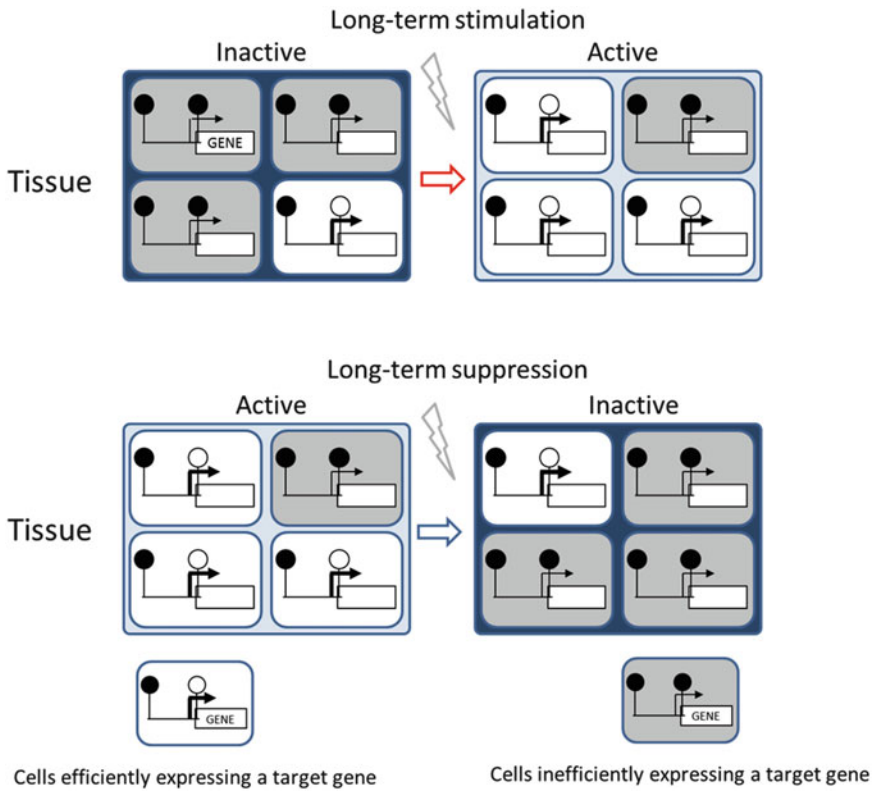 Long-term stimulation
Inactive
Active
Tissue
GENE
Long-term suppression
Active
Inactive
Tissue
GENE
GENE
Cells efficiently expressing a target gene
Cells inefficiently expressing a target gene